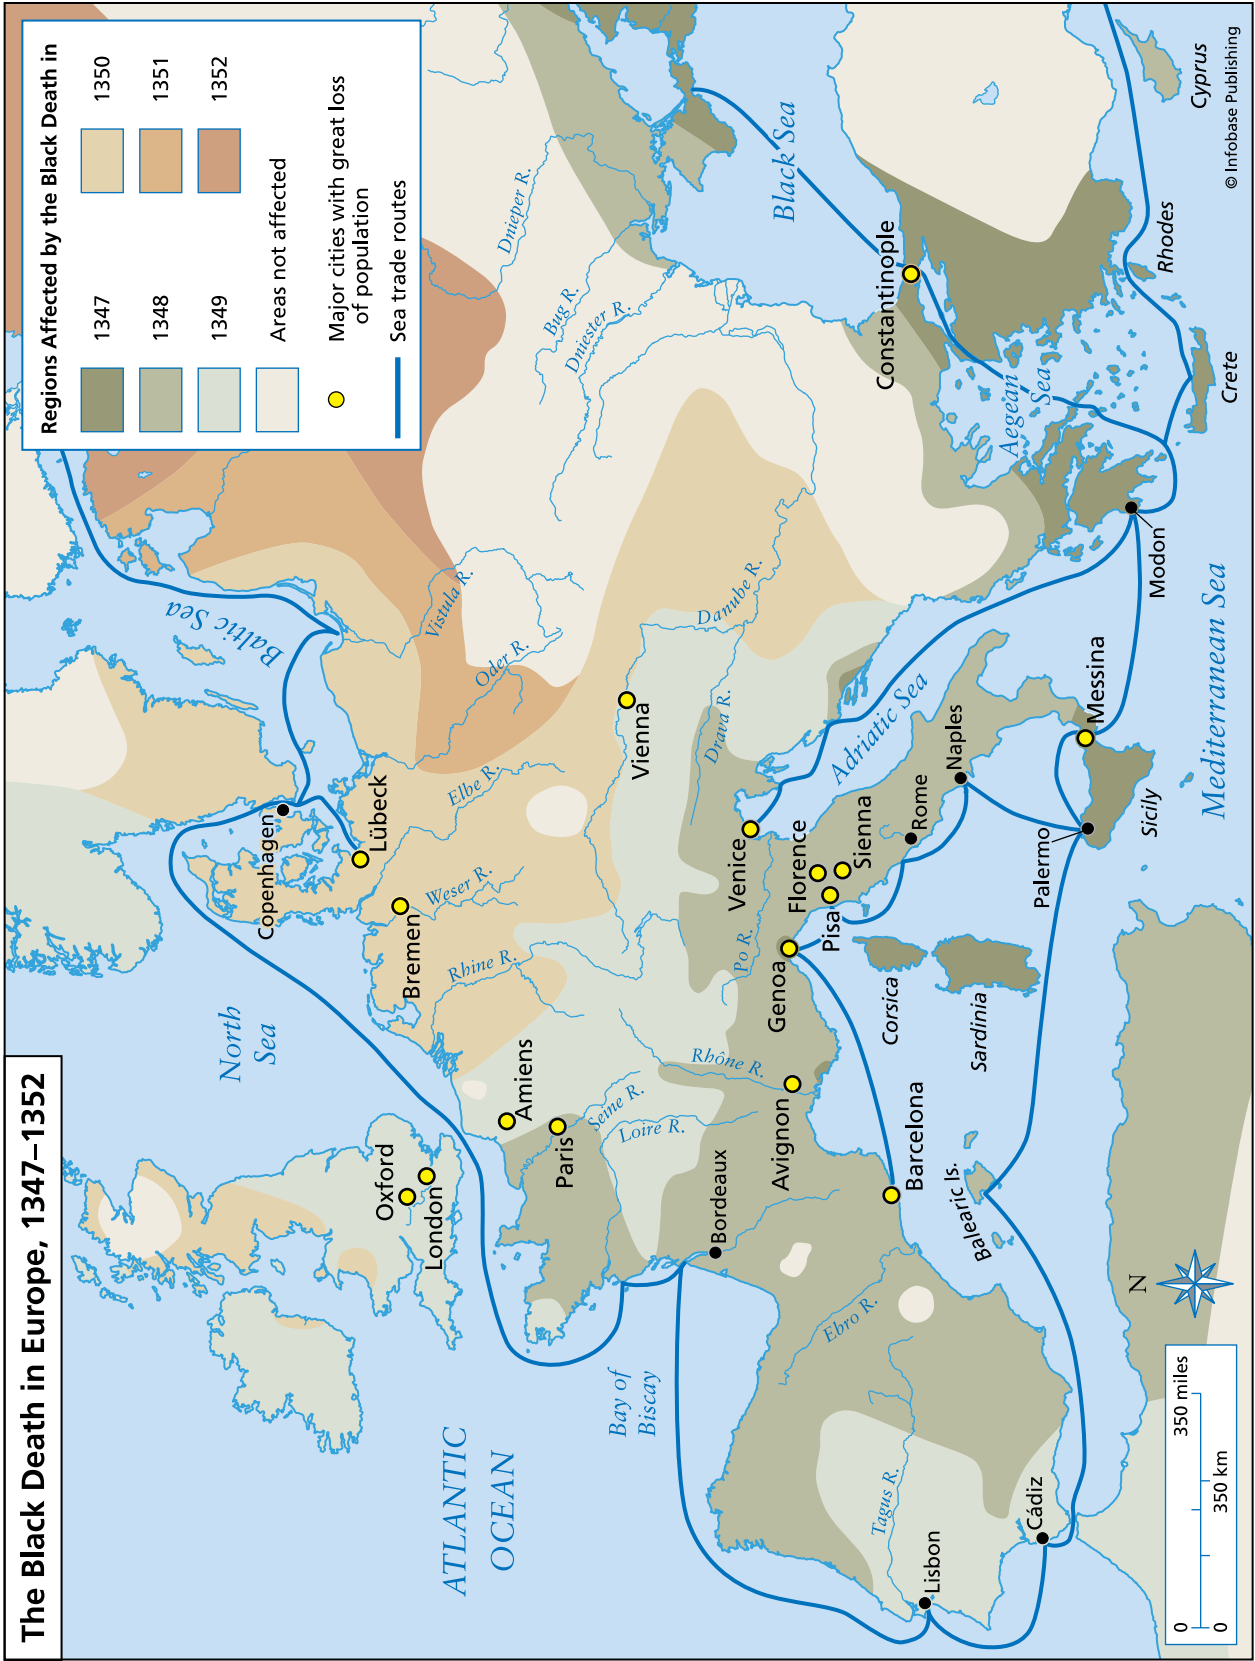 The Black Death in Europe, 1347–1352
Regions Affected by the Black Death in
1347
1348
1349
1350
1351
1352
Areas not affected
Major cities with great loss
of population
Sea trade routes
ATLANTIC
OCEAN
North
Sea
Baltic Sea
Bay of
Biscay
Black Sea
Aegean
Sea
Adriatic Sea
Mediterranean Sea
Oxford
London
Copenhagen
Lübeck
Bremen
Amiens
Paris
Bordeaux
Avignon
Vienna
Venice
Genoa
Florence
Pisa
Sienna
Rome
Naples
Messina
Palermo
Barcelona
Lisbon
Cádiz
Constantinople
Modon
Corsica
Sardinia
Sicily
Balearic Is.
Crete
Rhodes
Cyprus
Dnieper R.
Bug R.
Dniester R.
Vistula R.
Oder R.
Elbe R.
Weser R.
Rhine R.
Seine R.
Loire R.
Rhône R.
Po R.
Drava R.
Danube R.
Ebro R.
Tagus R.
N
0
350 miles
0
350 km
© Infobase Publishing